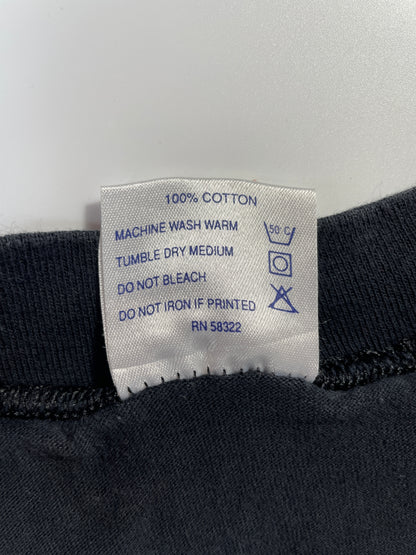 100% COTTON
MACHINE WASH WARM
50 C
TUMBLE DRY MEDIUM
DO NOT BLEACH
DO NOT IRON IF PRINTED
RN 58322